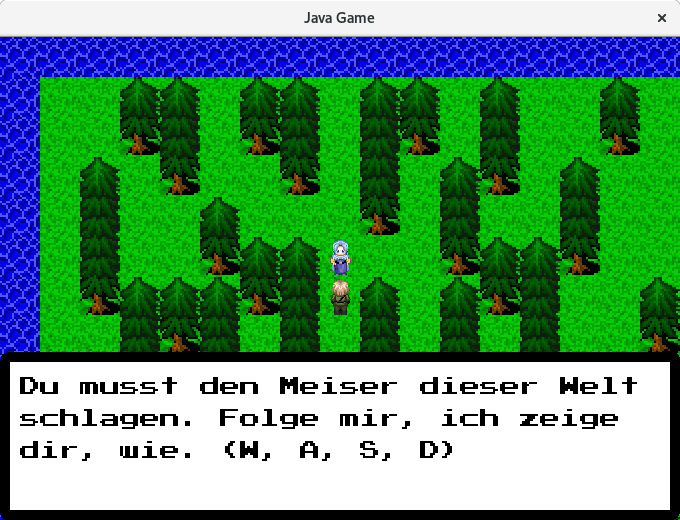 Java Game
Du musst den Meiser dieser Welt
schlagen. Folge mir, ich zeige
dir, wie. (W, A, S, D)